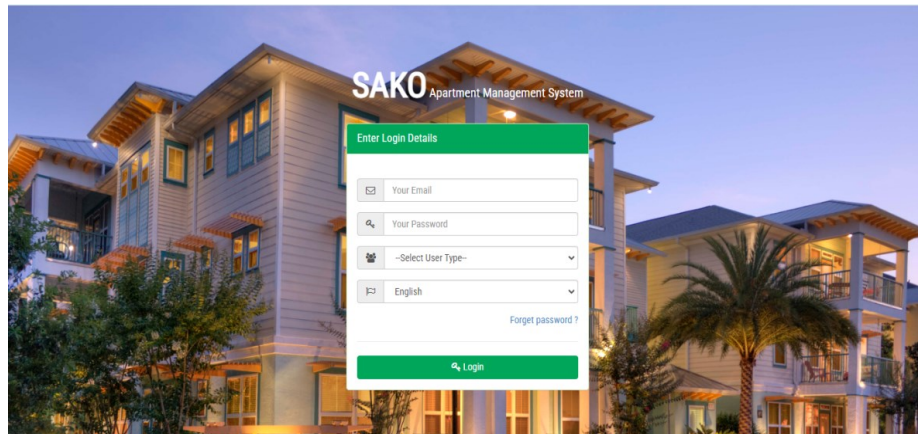 SAKO Apartment Management System
Enter Login Details
Your Email
Your Password
--Select User Type--
English
Forget password ?
Login